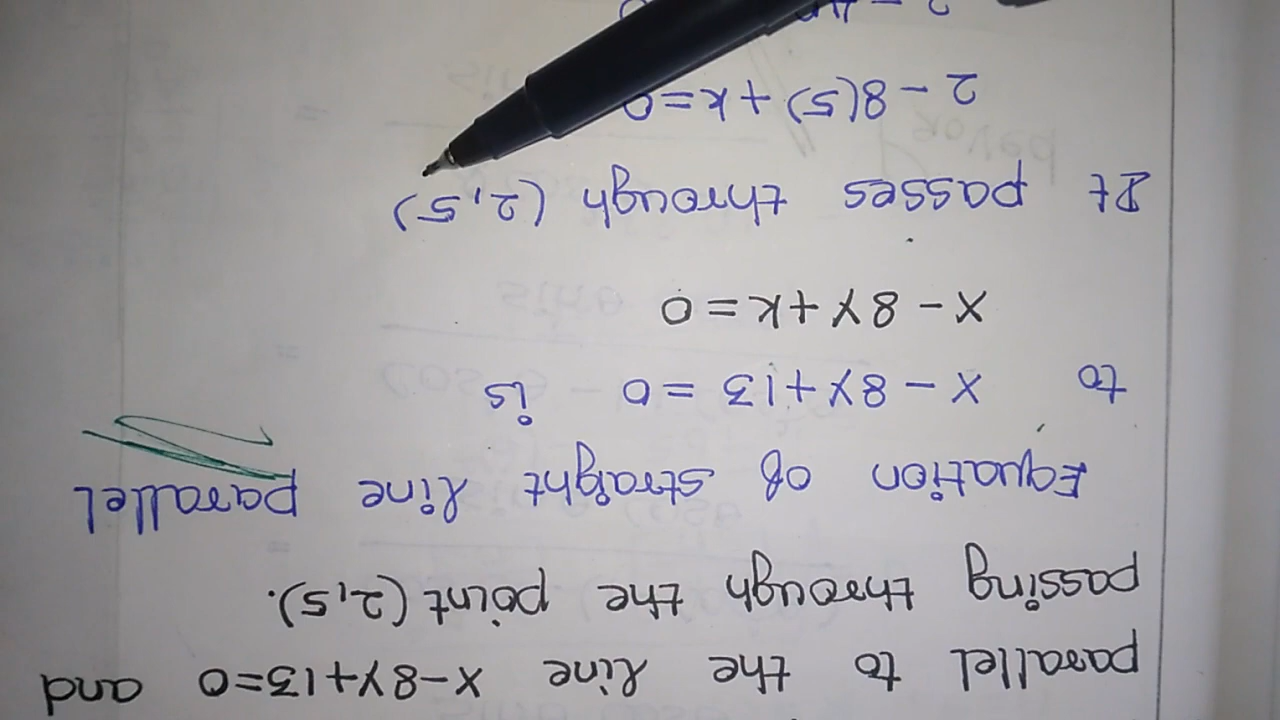 parallel to the line x-8y+13=0 and
passing through the point (2,5).
Equation of straight line parallel
to x - 8y+13 = 0 is
x - 8y+k=0
It passes through (2,5)
2 - 8(5) + k=0